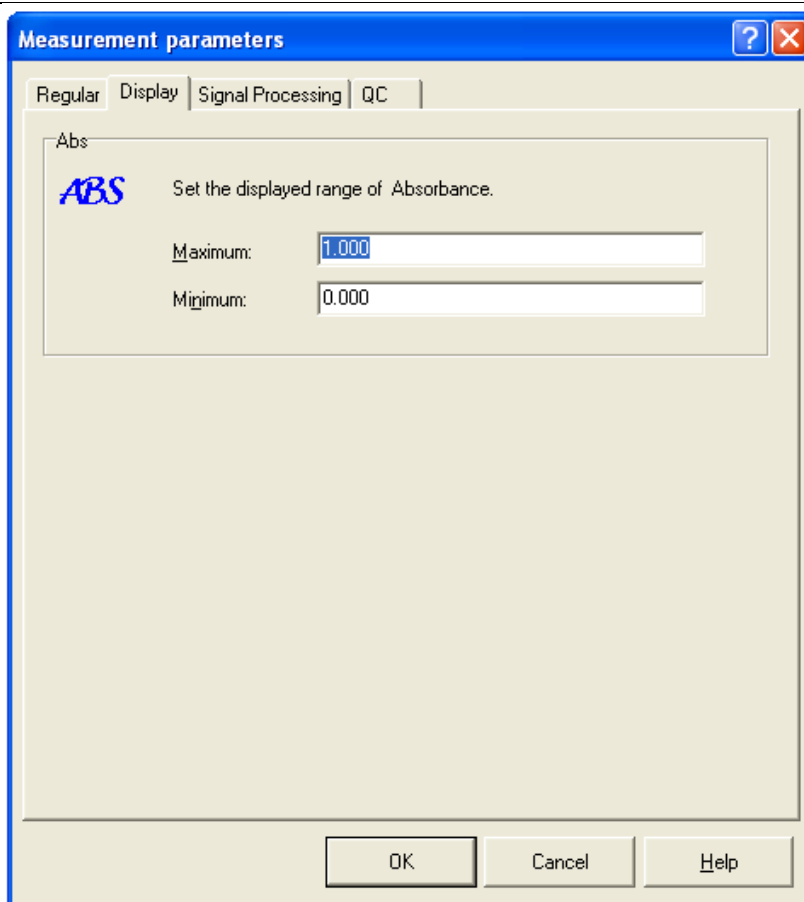 Measurement parameters
Regular Display Signal Processing QC
Abs
ABS Set the displayed range of Absorbance.
Maximum: 1.000
Minimum: 0.000
OK Cancel Help